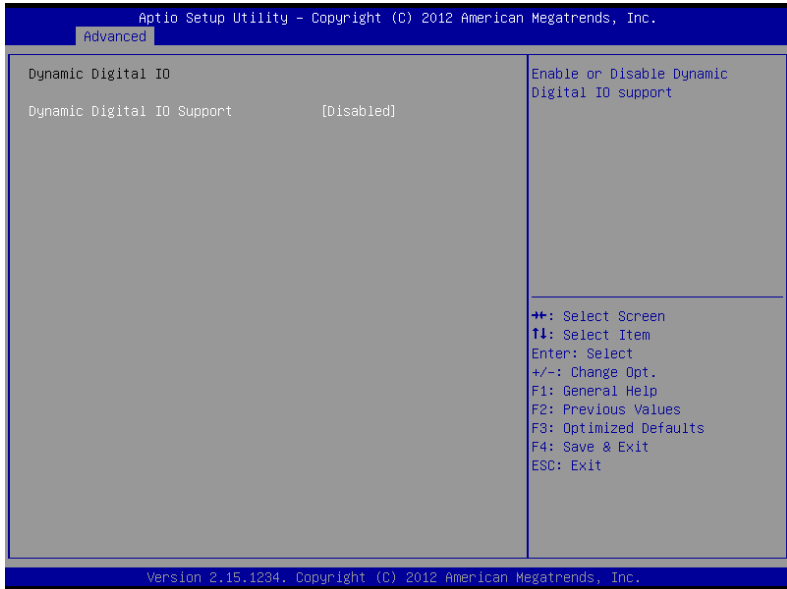 Aptio Setup Utility – Copyright (C) 2012 American Megatrends, Inc.
Advanced
Dynamic Digital IO
Dynamic Digital IO Support [Disabled]
Enable or Disable Dynamic
Digital IO support
→←: Select Screen
↑↓: Select Item
Enter: Select
+/-: Change Opt.
F1: General Help
F2: Previous Values
F3: Optimized Defaults
F4: Save & Exit
ESC: Exit
Version 2.15.1234. Copyright (C) 2012 American Megatrends, Inc.